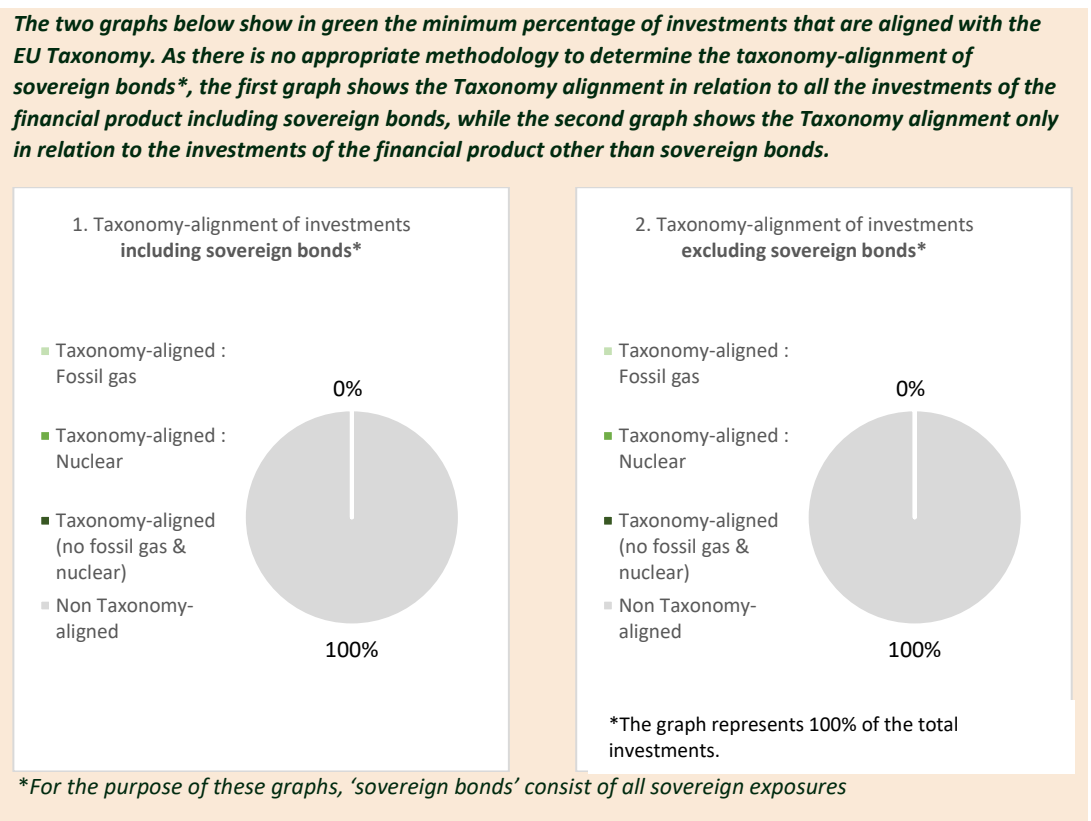 The two graphs below show in green the minimum percentage of investments that are aligned with the
EU Taxonomy. As there is no appropriate methodology to determine the taxonomy-alignment of
sovereign bonds*, the first graph shows the Taxonomy alignment in relation to all the investments of the
financial product including sovereign bonds, while the second graph shows the Taxonomy alignment only
in relation to the investments of the financial product other than sovereign bonds.
1. Taxonomy-alignment of investments
including sovereign bonds*
Taxonomy-aligned :
Fossil gas
Taxonomy-aligned :
Nuclear
Taxonomy-aligned
(no fossil gas &
nuclear)
Non Taxonomy-
aligned
0%
100%
2. Taxonomy-alignment of investments
excluding sovereign bonds*
Taxonomy-aligned :
Fossil gas
Taxonomy-aligned :
Nuclear
Taxonomy-aligned
(no fossil gas &
nuclear)
Non Taxonomy-
aligned
0%
100%
*The graph represents 100% of the total
investments.
*For the purpose of these graphs, ‘sovereign bonds’ consist of all sovereign exposures